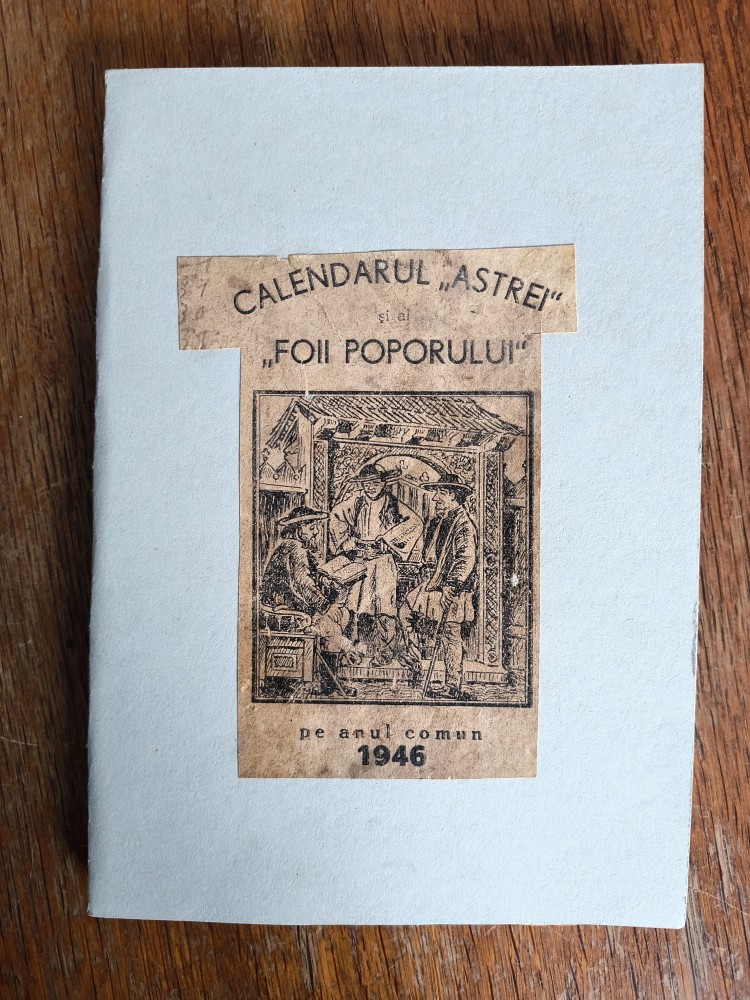 CALENDARUL „ASTREI“
și al
„FOII POPORULUI“
pe anul comun
1946